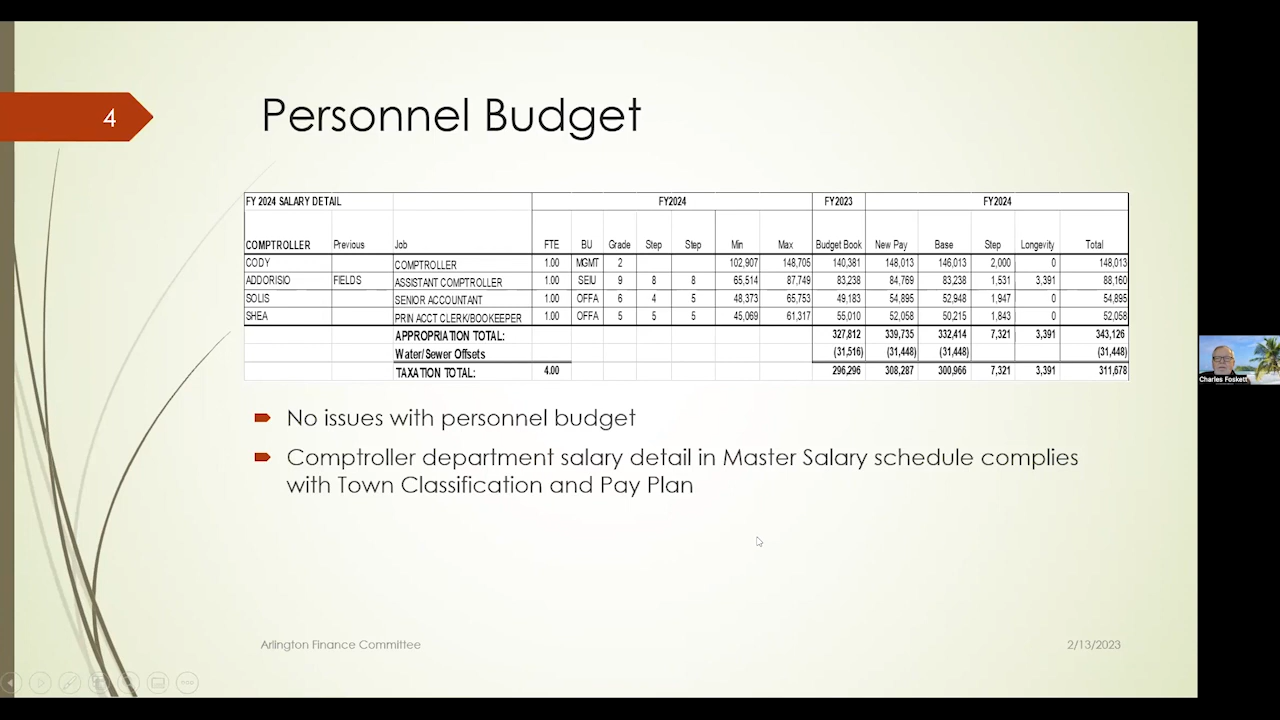 4
Personnel Budget
FY 2024 SALARY DETAIL FY2024 FY2023 FY2024
COMPTROLLER Previous Job FTE BU Grade Step Step Min Max Budget Book New Pay Base Step Longevity Total
CODY COMPTROLLER 1.00 MGMT 2 102,907 148,705 140,381 148,013 146,013 2,000 0 148,013
ADDORISIO FIELDS ASSISTANT COMPTROLLER 1.00 SEIU 9 8 8 65,514 87,749 83,238 84,769 83,238 1,531 3,391 88,160
SOLIS SENIOR ACCOUNTANT 1.00 OFFA 6 4 5 48,373 65,753 49,183 54,895 52,948 1,947 0 54,895
SHEA PRIN ACCT CLERK/BOOKEEPER 1.00 OFFA 5 5 5 45,069 61,317 55,010 52,058 50,215 1,843 0 52,058
APPROPRIATION TOTAL: 327,812 339,735 332,414 7,321 3,391 343,126
Water/Sewer Offsets (31,516) (31,448) (31,448) (31,448)
TAXATION TOTAL: 4.00 296,296 308,287 300,966 7,321 3,391 311,678
No issues with personnel budget
Comptroller department salary detail in Master Salary schedule complies
with Town Classification and Pay Plan
Charles Foskett
Arlington Finance Committee 2/13/2023